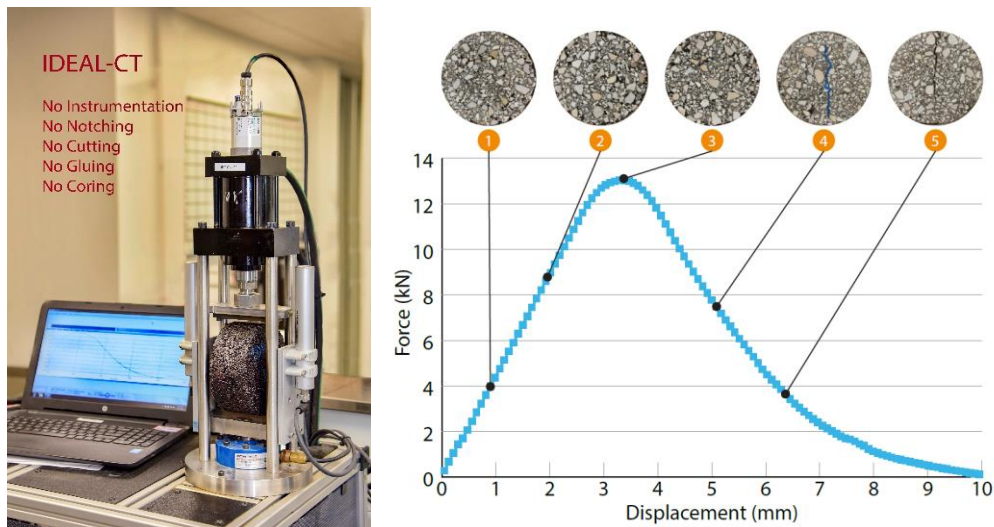 IDEAL-CT
No Instrumentation
No Notching
No Cutting
No Gluing
No Coring
1 2 3 4 5
14
12
10
8
6
4
2
0
Force (kN)
0 1 2 3 4 5 6 7 8 9 10
Displacement (mm)